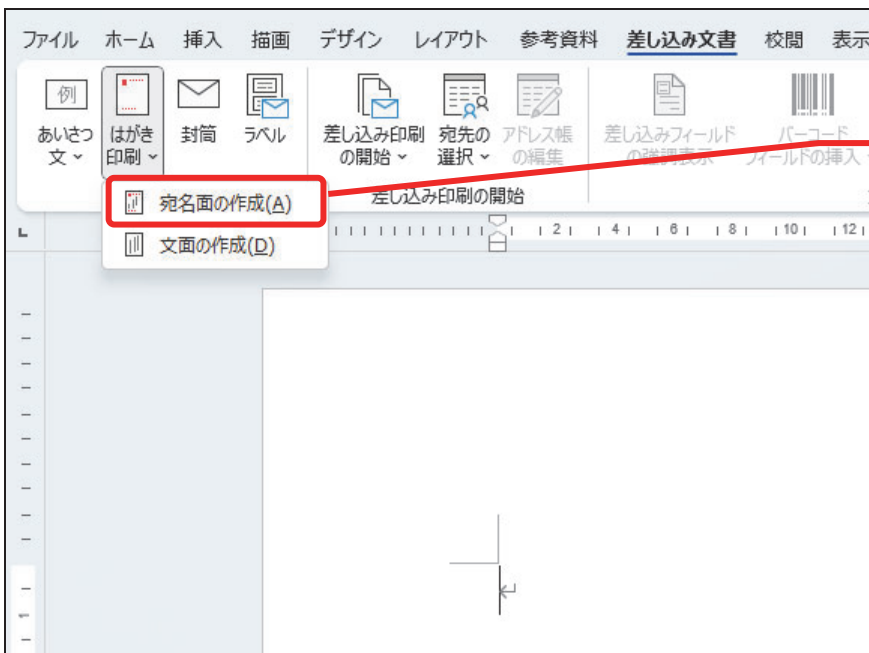 ファイル ホーム 挿入 描画 デザイン レイアウト 参考資料 差し込み文書 校閲 表示
例
あいさつ はがき 封筒 ラベル 差し込み印刷 宛先の アドレス帳 差し込みフィールド バーコード
文 印刷 の開始 選択 の編集 の強調表示 フィールドの挿入
差し込み印刷の開始
宛名面の作成(A)
文面の作成(D)
2 4 6 8 10 12
1